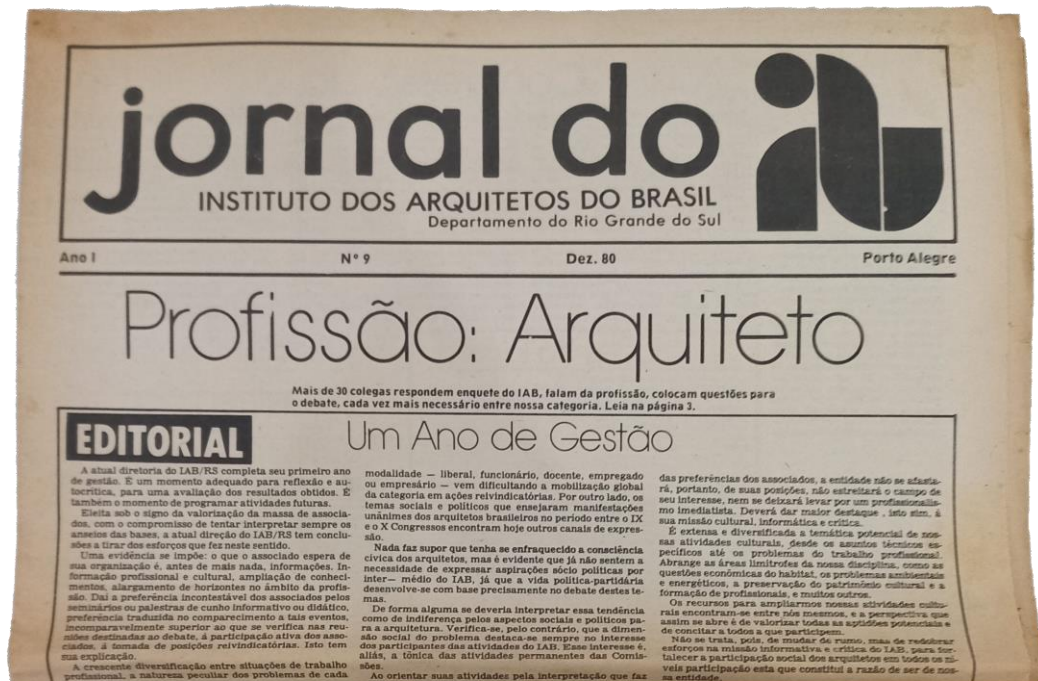 jornal do iab
INSTITUTO DOS ARQUITETOS DO BRASIL
Departamento do Rio Grande do Sul
Ano I Nº 9 Dez. 80 Porto Alegre
Profissão: Arquiteto
Mais de 30 colegas respondem enquete do IAB, falam da profissão, colocam questões para
o debate, cada vez mais necessário entre nossa categoria. Leia na página 3.
EDITORIAL
Um Ano de Gestão
A atual diretoria do IAB/RS completa seu primeiro ano
de gestão. É um momento adequado para reflexão e au-
tocrítica, para uma avaliação dos resultados obtidos. É
também o momento de programar atividades futuras.
Eleita sob o signo da valorização da massa de associa-
dos, com o compromisso de tentar interpretar sempre os
anseios das bases, a atual direção do IAB/RS tem conclu-
sões a tirar dos esforços que fez neste sentido.
Uma evidência se impõe: o que o associado espera de
sua organização é, antes de mais nada, informações. In-
formação profissional e cultural, ampliação de conheci-
mentos, alargamento de horizontes no âmbito da profis-
são. Daí a preferência incontestável dos associados pelos
seminários ou palestras de cunho informativo ou didático,
preferência traduzida no comparecimento a tais eventos,
incomparavelmente superior ao que se verifica nas reu-
niões destinadas ao debate, á participação ativa dos asso-
ciados, á tomada de posições reivindicatórias. Isto tem
sua explicação.
A crescente diversificação entre situações de trabalho
profissional, a natureza peculiar dos problemas de cada
modalidade — liberal, funcionário, docente, empregado
ou empresário — vem dificultando a mobilização global
da categoria em ações reivindicatórias. Por outro lado, os
temas sociais e políticos que ensejaram manifestações
unânimes dos arquitetos brasileiros no período entre o IX
e o X Congressos encontram hoje outros canais de expres-
são.
Nada faz supor que tenha se enfraquecido a consciência
cívica dos arquitetos, mas é evidente que já não sentem a
necessidade de expressar aspirações sócio políticas por
inter— médio do IAB, já que a vida política-partidária
desenvolve-se com base precisamente no debate destes te-
mas.
De forma alguma se deveria interpretar essa tendência
como de indiferença pelos aspectos sociais e políticos pa-
ra a arquitetura. Verifica-se, pelo contrário, que a dimen-
são social do problema destaca-se sempre no interesse
dos participantes das atividades do IAB. Esse interesse é,
aliás, a tônica das atividades permanentes das Comis-
sões.
Ao orientar suas atividades pela interpretação que faz
das preferências dos associados, a entidade não se afasta-
rá, portanto, de suas posições, não estreitará o campo de
seu interesse, nem se deixará levar por um profissionalis-
mo imediatista. Deverá dar maior destaque , isto sim, á
sua missão cultural, informática e crítica.
É extensa e diversificada a temática potencial de nos-
sas atividades culturais, desde os asuntos técnicos es-
pecíficos até os problemas do trabalho profissional.
Abrange as áreas limítrofes da nossa disciplina, como as
questões econômicas do habitat, os problemas ambientais
e energéticos, a preservação do patrimônio cultural e a
formação de profissionais, e muitos outros.
Os recursos para ampliarmos nossas atividades cultu-
rais encontram-se entre nós mesmos, e a perspectiva que
assim se abre é de valorizar todas as aptidões potenciais e
de concitar a todos a que participem.
Não se trata, pois, de mudar de rumo, mas de redobrar
esforços na missão informativa e crítica do IAB, para for-
talecer a participação social dos arquitetos em todos os ní-
veis participação esta que constitui a razão de ser de nos-
sa entidade.